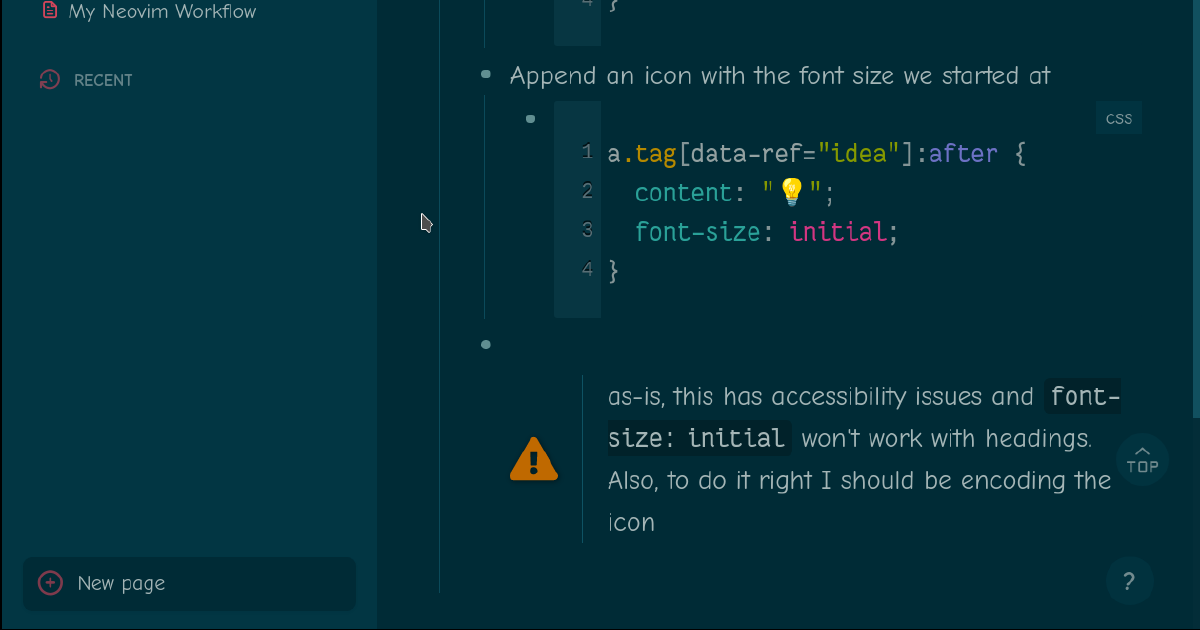 My Neovim Workflow
RECENT
New page
4 }
Append an icon with the font size we started at
css
1 a.tag[data-ref="idea"]:after {
2 content: "💡";
3 font-size: initial;
4 }
as-is, this has accessibility issues and font-
size: initial won't work with headings.
Also, to do it right I should be encoding the
icon
TOP
?